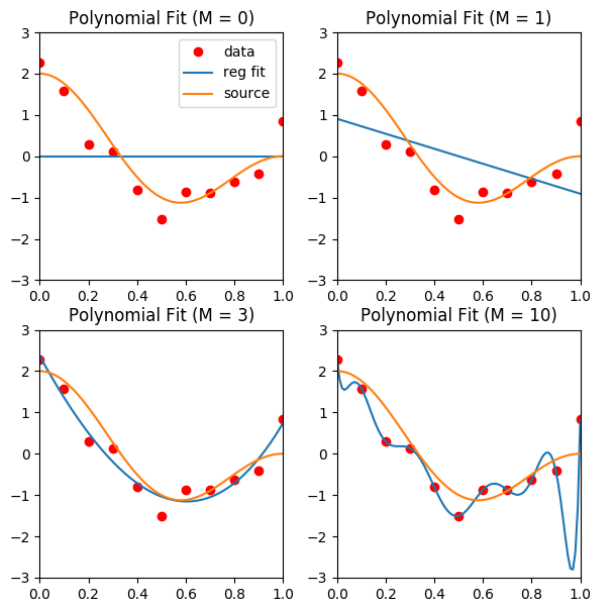 Polynomial Fit (M = 0)
3
2
1
0
−1
−2
−3
0.0 0.2 0.4 0.6 0.8 1.0
data
reg fit
source
Polynomial Fit (M = 1)
3
2
1
0
−1
−2
−3
0.0 0.2 0.4 0.6 0.8 1.0
Polynomial Fit (M = 3)
3
2
1
0
−1
−2
−3
0.0 0.2 0.4 0.6 0.8 1.0
Polynomial Fit (M = 10)
3
2
1
0
−1
−2
−3
0.0 0.2 0.4 0.6 0.8 1.0